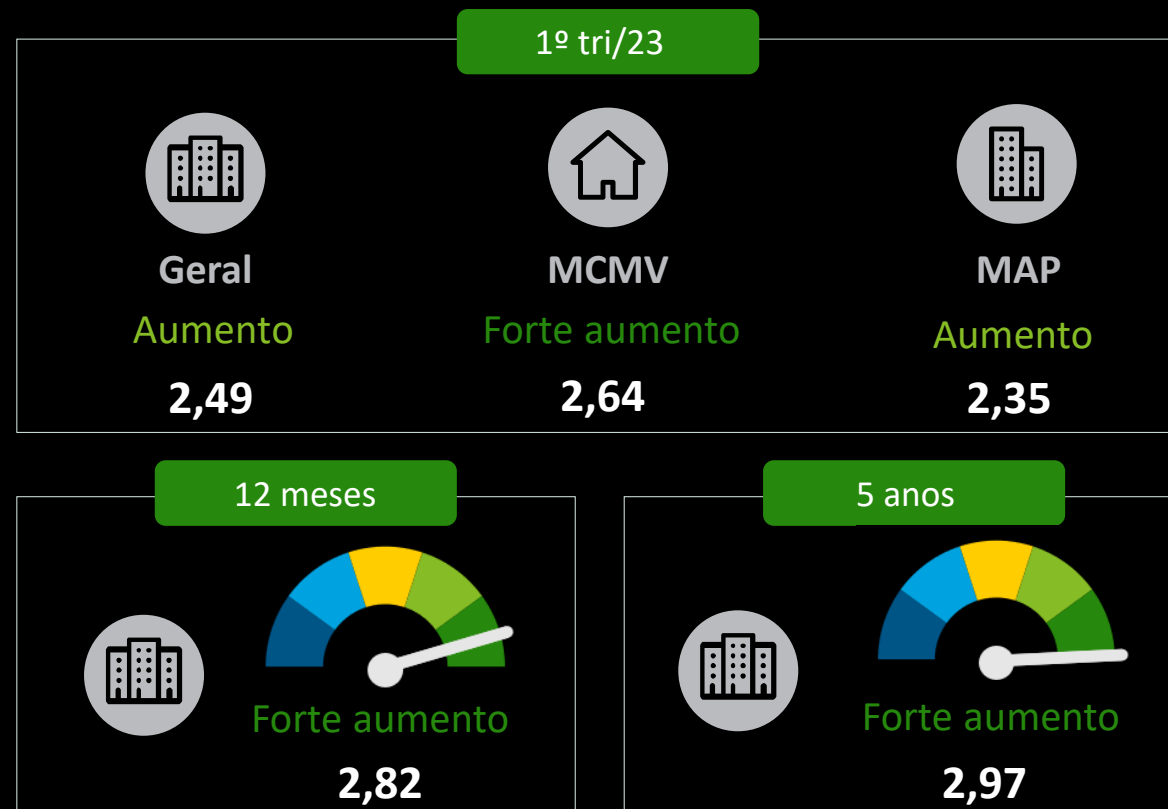 1º tri/23
Geral
MCMV
MAP
Aumento
Forte aumento
Aumento
2,49
2,64
2,35
12 meses
5 anos
Forte aumento
Forte aumento
2,82
2,97